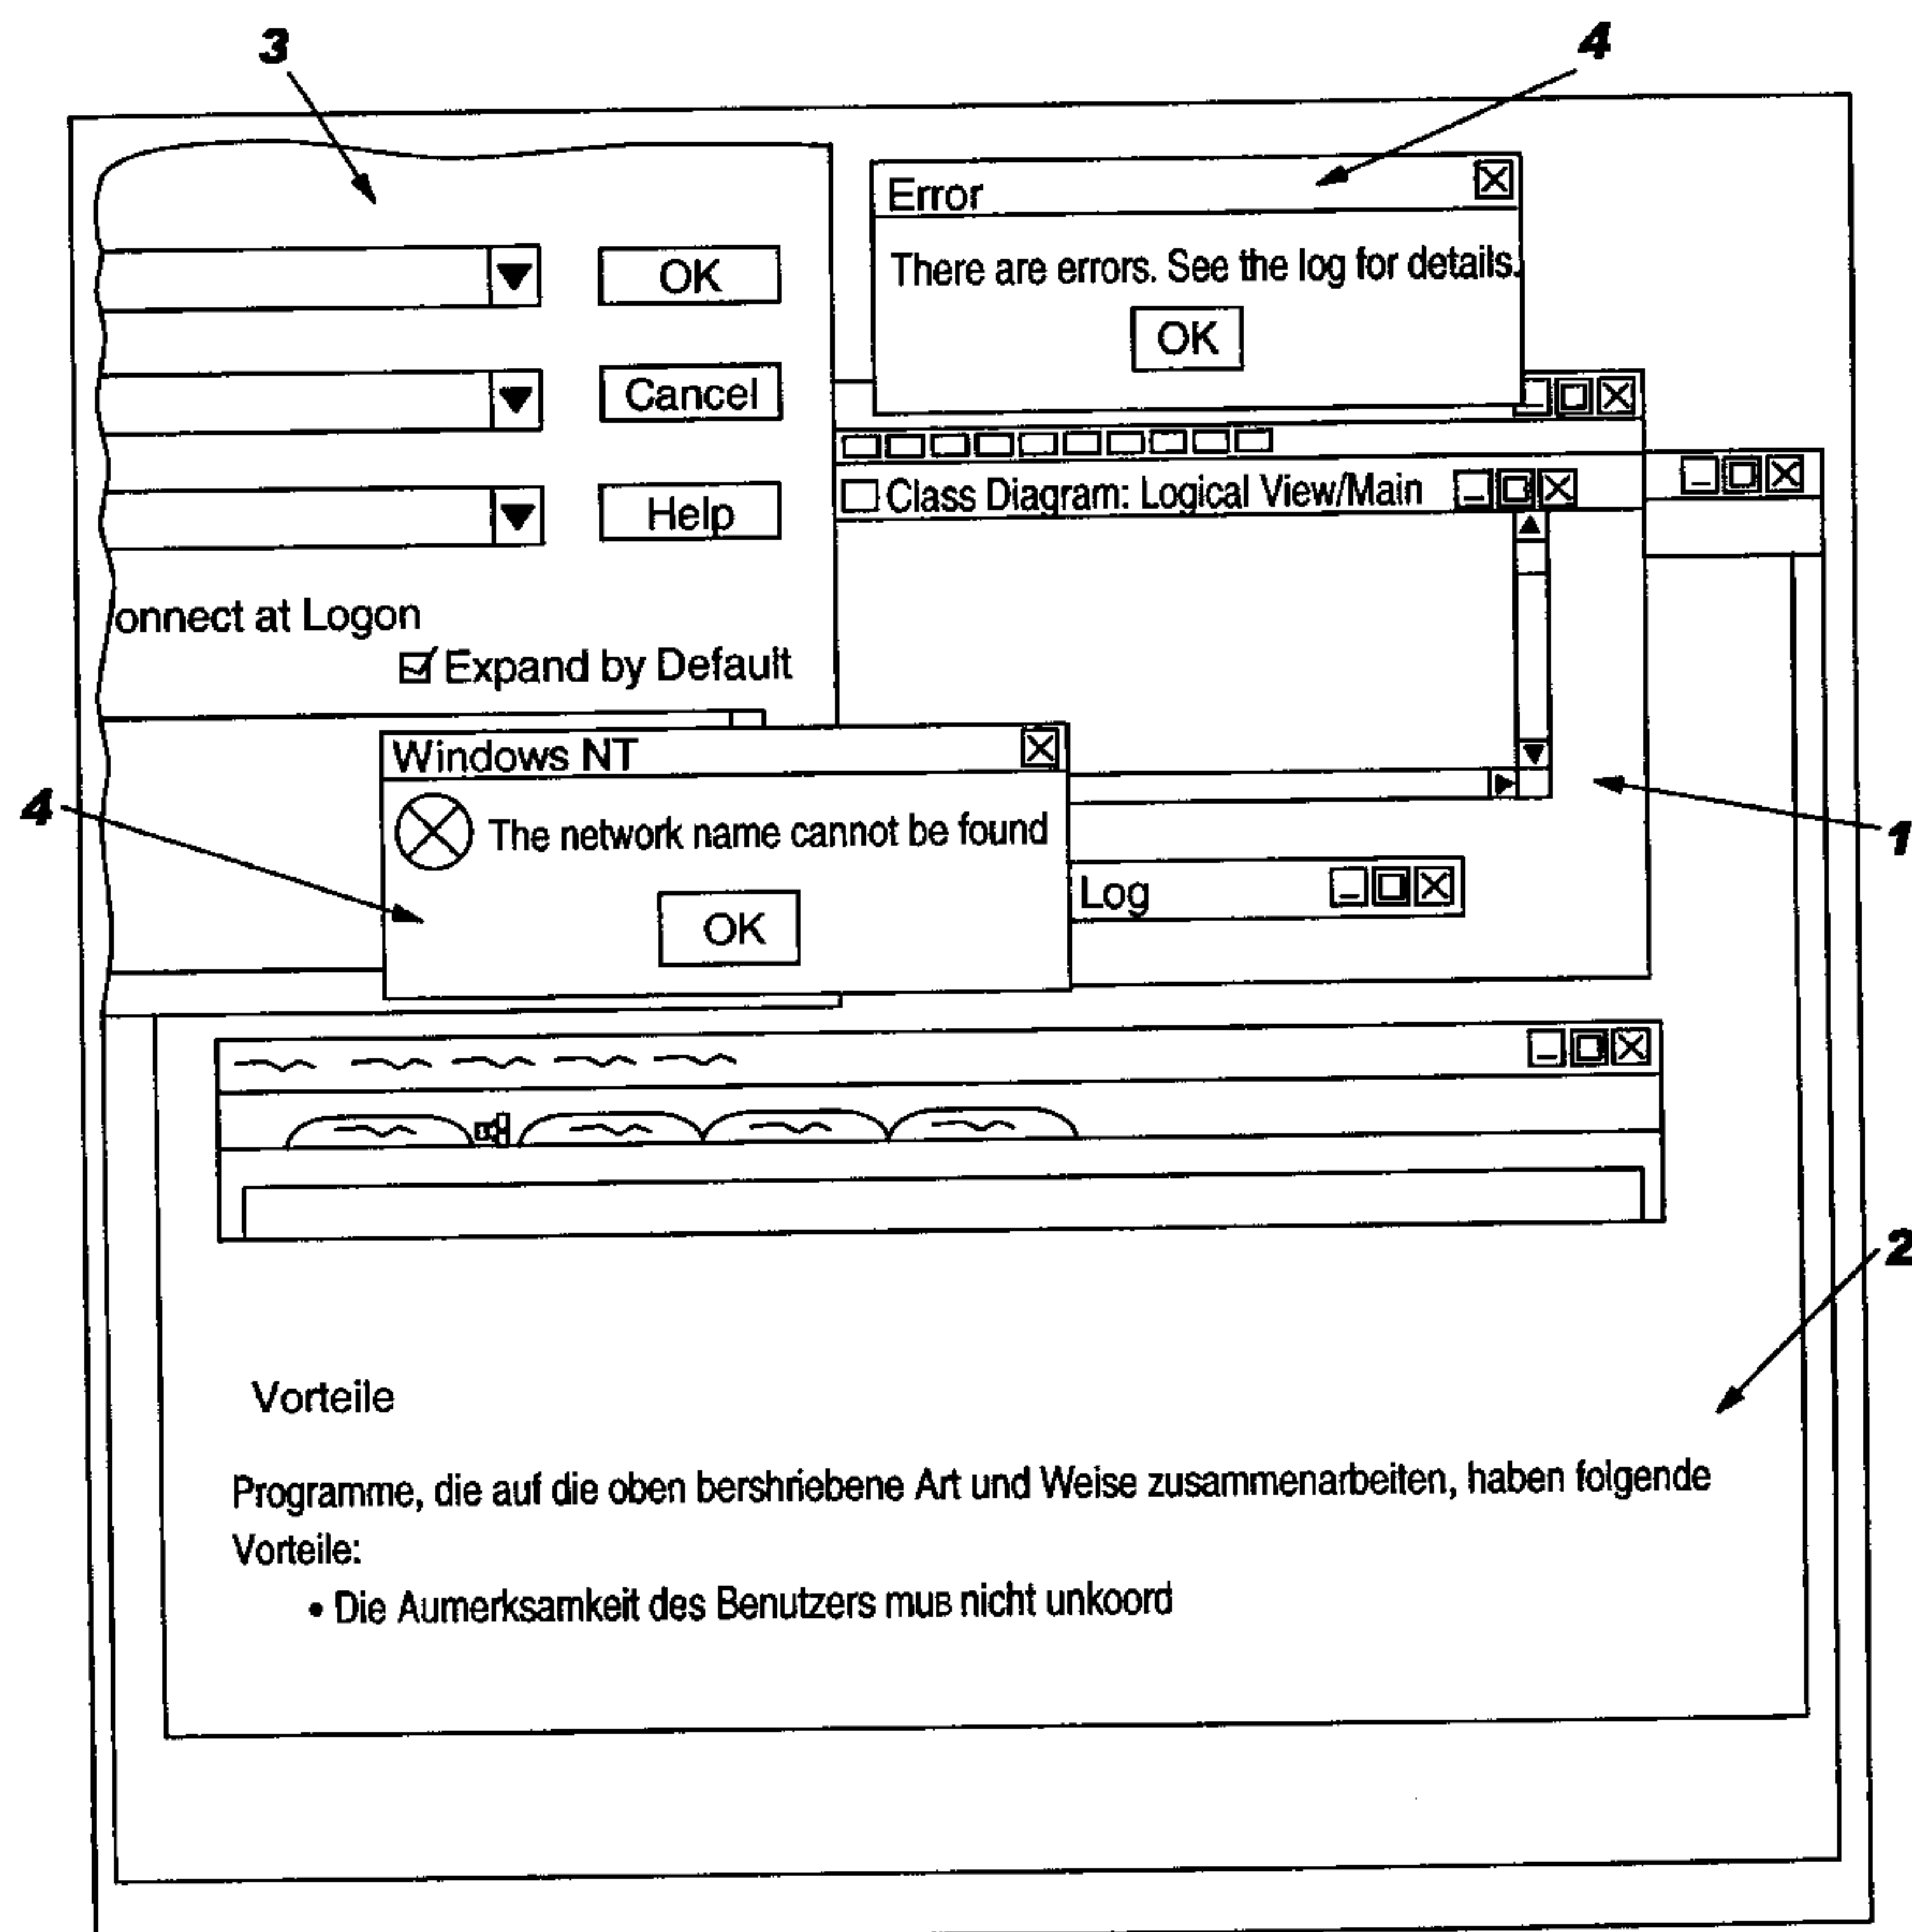 3
4
Error
There are errors. See the log for details.
OK
OK
Cancel
Help
Class Diagram: Logical View/Main
onnect at Logon
Expand by Default
Windows NT
The network name cannot be found
OK
4
1
Log
2
Vorteile
Programme, die auf die oben bershriebene Art und Weise zusammenarbeiten, haben folgende
Vorteile:
• Die Aumerksamkeit des Benutzers muß nicht unkoord